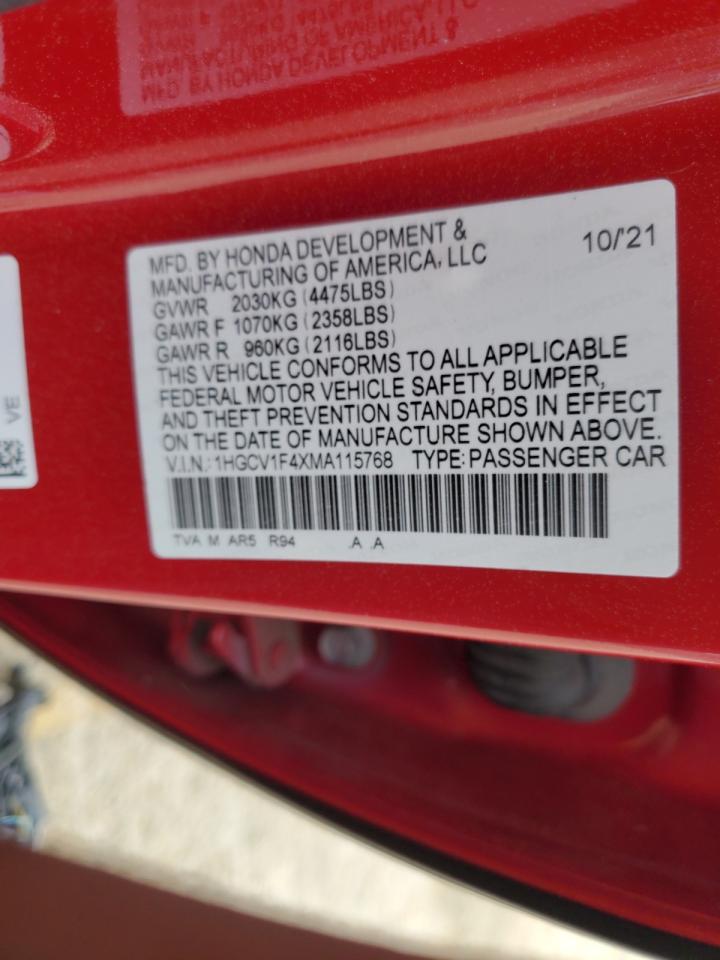 MFD. BY HONDA DEVELOPMENT &
MANUFACTURING OF AMERICA, LLC
10/'21
GVWR 2030KG (4475LBS)
GAWR F 1070KG (2358LBS)
GAWR R 960KG (2116LBS)
THIS VEHICLE CONFORMS TO ALL APPLICABLE
FEDERAL MOTOR VEHICLE SAFETY, BUMPER,
AND THEFT PREVENTION STANDARDS IN EFFECT
ON THE DATE OF MANUFACTURE SHOWN ABOVE.
V.I.N.: 1HGCV1F4XMA115768 TYPE: PASSENGER CAR
TVA M AR5 R94 .A .A
VE